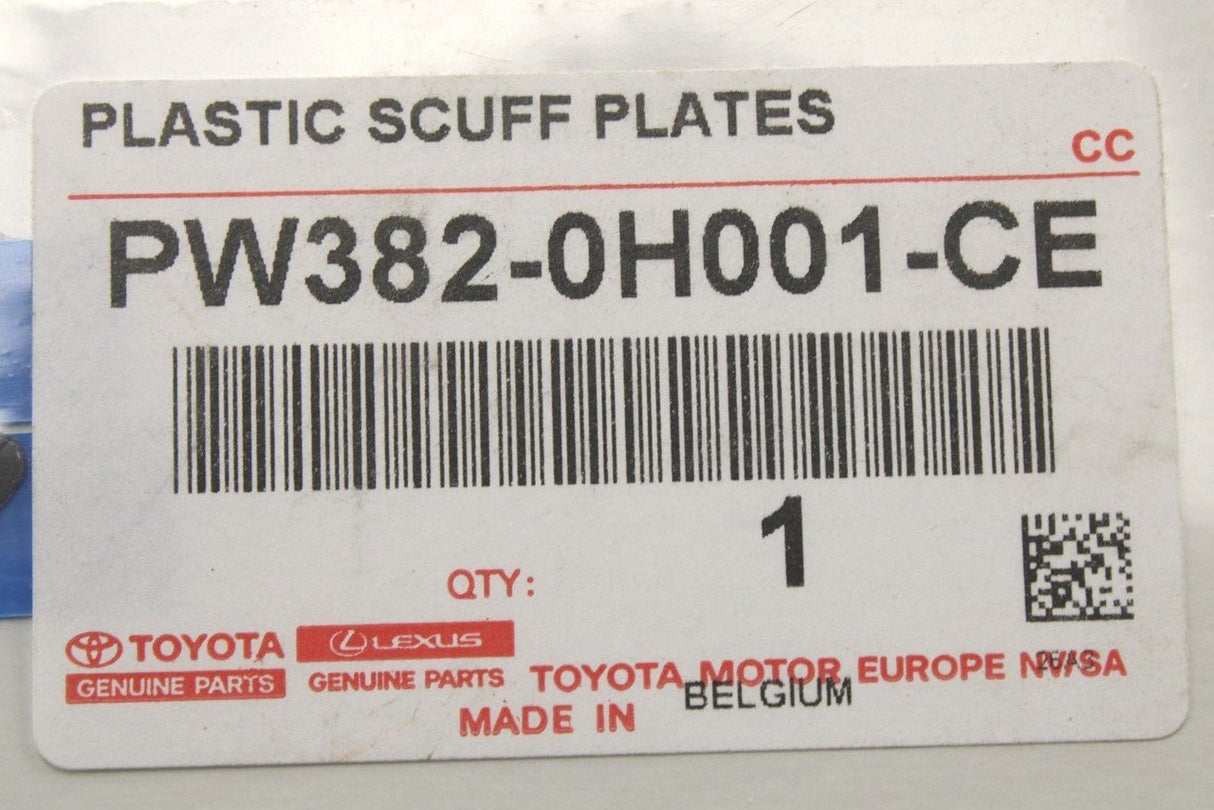 PLASTIC SCUFF PLATES
CC
PW382-0H001-CE
1
QTY:
TOYOTA
GENUINE PARTS
LEXUS
GENUINE PARTS
TOYOTA MOTOR EUROPE NV/SA
BELGIUM
MADE IN